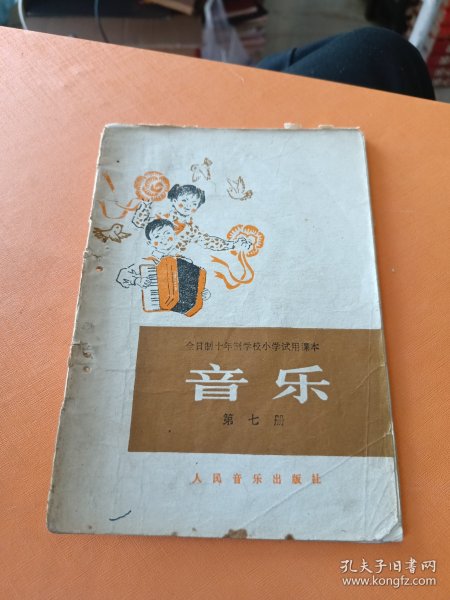 全日制十年制学校小学试用课本
音乐
第七册
人民音乐出版社
孔夫子旧书网
www.kongfz.com